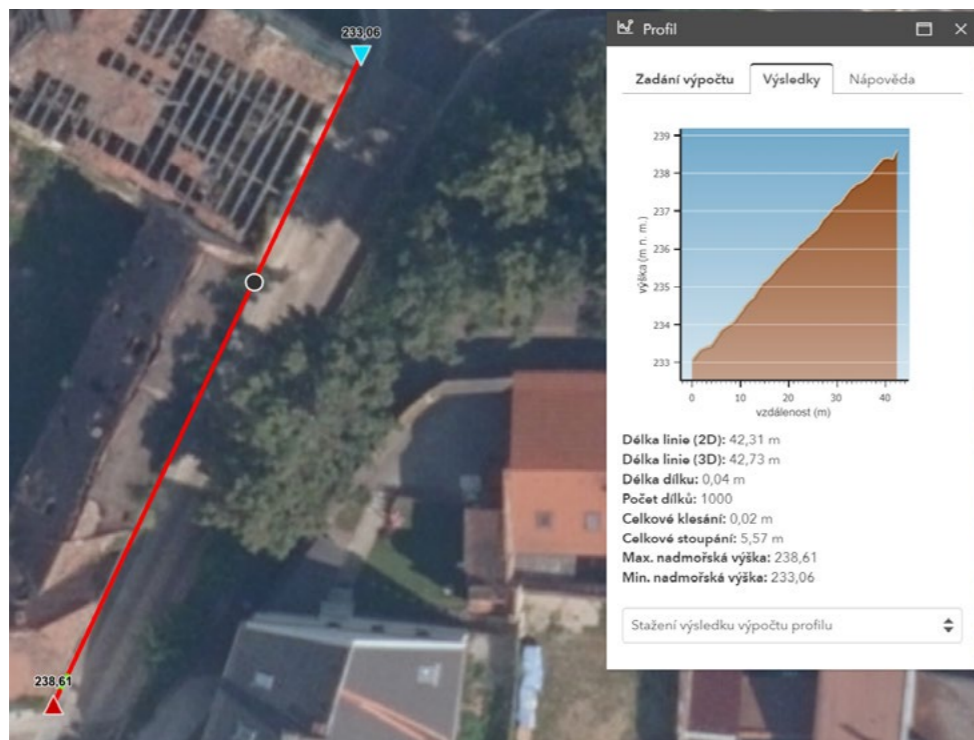 233,06
238,61
Profil
Zadání výpočtu
Výsledky
Nápověda
239
238
237
236
235
234
233
výška (m n. m.)
0 10 20 30 40
vzdálenost (m)
Délka linie (2D): 42,31 m
Délka linie (3D): 42,73 m
Délka dílku: 0,04 m
Počet dílků: 1000
Celkové klesání: 0,02 m
Celkové stoupání: 5,57 m
Max. nadmořská výška: 238,61
Min. nadmořská výška: 233,06
Stažení výsledku výpočtu profilu